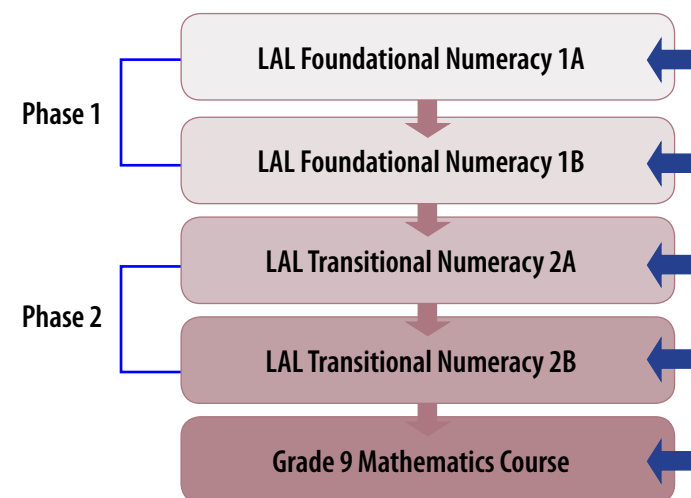 LAL Foundational Numeracy 1A
Phase 1
LAL Foundational Numeracy 1B
LAL Transitional Numeracy 2A
Phase 2
LAL Transitional Numeracy 2B
Grade 9 Mathematics Course